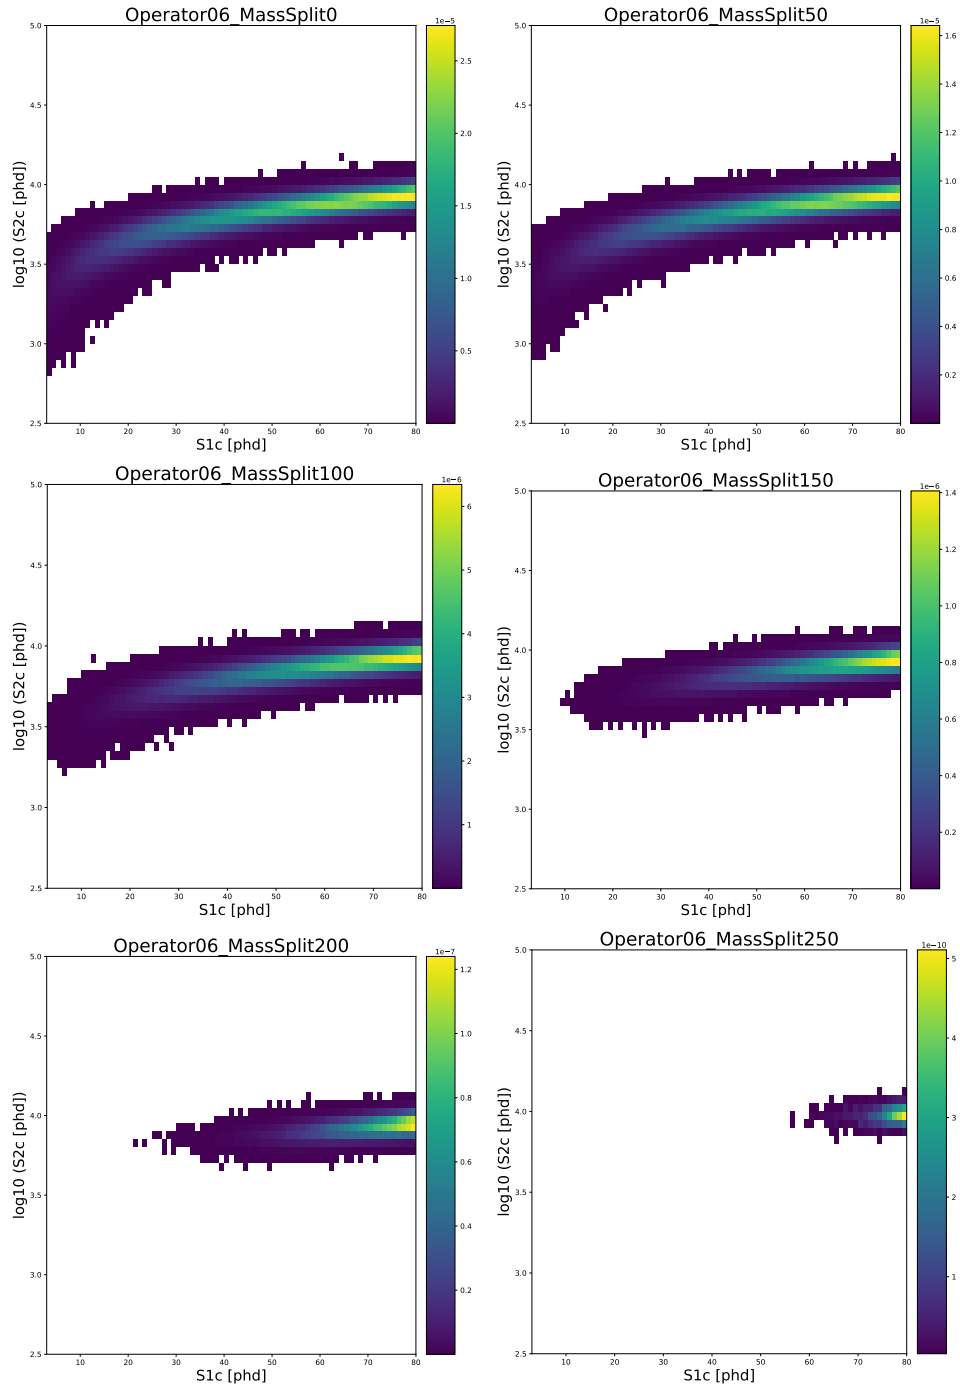 Operator06_MassSplit0
1e−5
5.0
4.5
4.0
3.5
3.0
2.5
log10 (S2c [phd])
10 20 30 40 50 60 70 80
S1c [phd]
2.5
2.0
1.5
1.0
0.5
Operator06_MassSplit50
1e−5
5.0
4.5
4.0
3.5
3.0
2.5
log10 (S2c [phd])
10 20 30 40 50 60 70 80
S1c [phd]
1.6
1.4
1.2
1.0
0.8
0.6
0.4
0.2
Operator06_MassSplit100
1e−6
5.0
4.5
4.0
3.5
3.0
2.5
log10 (S2c [phd])
10 20 30 40 50 60 70 80
S1c [phd]
6
5
4
3
2
1
Operator06_MassSplit150
1e−6
5.0
4.5
4.0
3.5
3.0
2.5
log10 (S2c [phd])
10 20 30 40 50 60 70 80
S1c [phd]
1.4
1.2
1.0
0.8
0.6
0.4
0.2
Operator06_MassSplit200
1e−7
5.0
4.5
4.0
3.5
3.0
2.5
log10 (S2c [phd])
10 20 30 40 50 60 70 80
S1c [phd]
1.2
1.0
0.8
0.6
0.4
0.2
Operator06_MassSplit250
1e−10
5.0
4.5
4.0
3.5
3.0
2.5
log10 (S2c [phd])
10 20 30 40 50 60 70 80
S1c [phd]
5
4
3
2
1